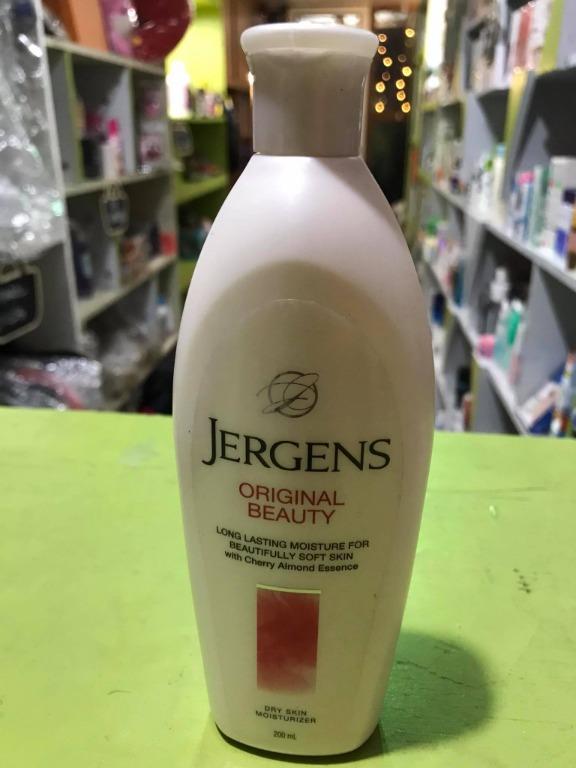 JERGENS
ORIGINAL
BEAUTY
LONG LASTING MOISTURE FOR
BEAUTIFULLY SOFT SKIN
with Cherry Almond Essence
DRY SKIN
MOISTURIZER
200 mL